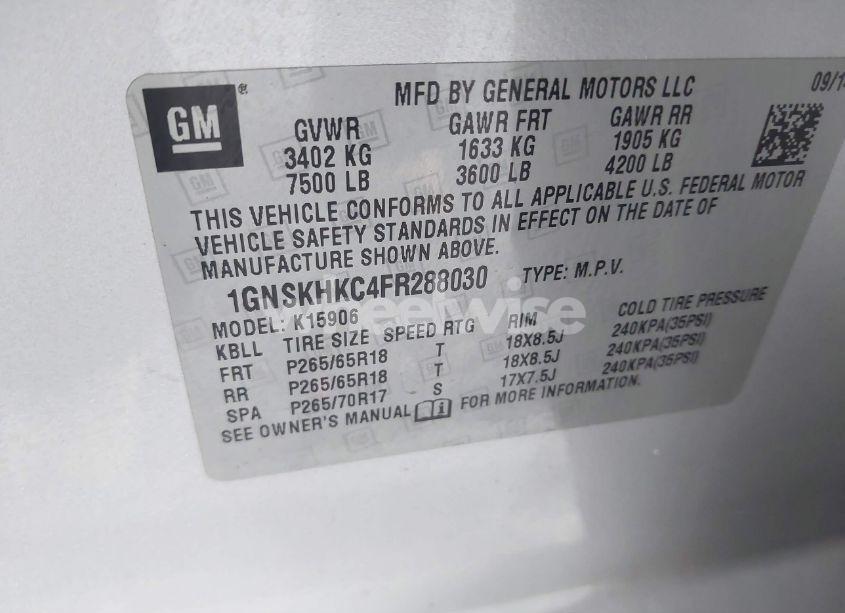 GM®
MFD BY GENERAL MOTORS LLC
09/14
GVWR GAWR FRT GAWR RR
3402 KG 1633 KG 1905 KG
7500 LB 3600 LB 4200 LB
THIS VEHICLE CONFORMS TO ALL APPLICABLE U.S. FEDERAL MOTOR
VEHICLE SAFETY STANDARDS IN EFFECT ON THE DATE OF
MANUFACTURE SHOWN ABOVE.
1GNSKHKC4FR288030 TYPE: M.P.V.
wheelwise
MODEL: K15906
KBLL TIRE SIZE SPEED RTG RIM COLD TIRE PRESSURE
FRT P265/65R18 T 18X8.5J 240KPA(35PSI)
RR P265/65R18 T 18X8.5J 240KPA(35PSI)
SPA P265/70R17 S 17X7.5J 240KPA(35PSI)
SEE OWNER'S MANUAL FOR MORE INFORMATION.